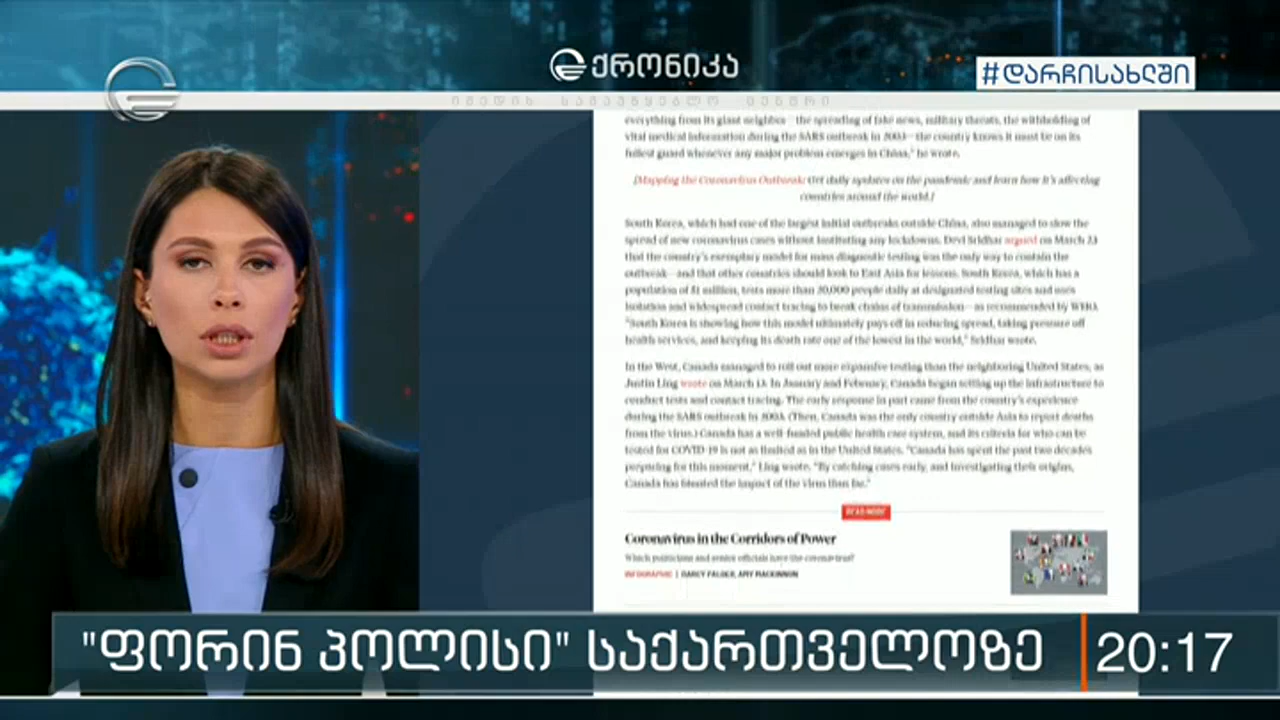 ქრონიკა
#დარჩისახლში
იმედის სამაუწყებლო ცენტრი
everything from its giant neighbor—the spreading of fake news, military threats, the withholding of
vital medical information during the SARS outbreak in 2003—the country knows it must be on its
fullest guard whenever any major problem emerges in China," he wrote.
[Mapping the Coronavirus Outbreak: Get daily updates on the pandemic and learn how it's affecting
countries around the world.]
South Korea, which had one of the largest initial outbreaks outside China, also managed to slow the
spread of new coronavirus cases without instituting any lockdowns. Devi Sridhar argued on March 23
that the country's exemplary model for mass diagnostic testing was the only way to contain the
outbreak—and that other countries should look to East Asia for lessons. South Korea, which has a
population of 51 million, tests more than 20,000 people daily at designated testing sites and uses
isolation and widespread contact tracing to break chains of transmission—as recommended by WHO.
"South Korea is showing how this model ultimately pays off in reducing spread, taking pressure off
health services, and keeping its death rate one of the lowest in the world," Sridhar wrote.
In the West, Canada managed to roll out more expansive testing than the neighboring United States, as
Justin Ling wrote on March 13. In January and February, Canada began setting up the infrastructure to
conduct tests and contact tracing. The early response in part came from the country's experience
during the SARS outbreak in 2003. (Then, Canada was the only country outside Asia to report deaths
from the virus.) Canada has a well-funded public health care system, and its criteria for who can be
tested for COVID-19 is not as limited as in the United States. "Canada has spent the past two decades
preparing for this moment," Ling wrote. "By catching cases early, and investigating their origins,
Canada has blunted the impact of the virus thus far."
READ MORE
Coronavirus in the Corridors of Power
Which politicians and senior officials have the coronavirus?
INFOGRAPHIC | DARCY PALDER, AMY MACKINNON
"ფორინ პოლისი" საქართველოზე
20:17